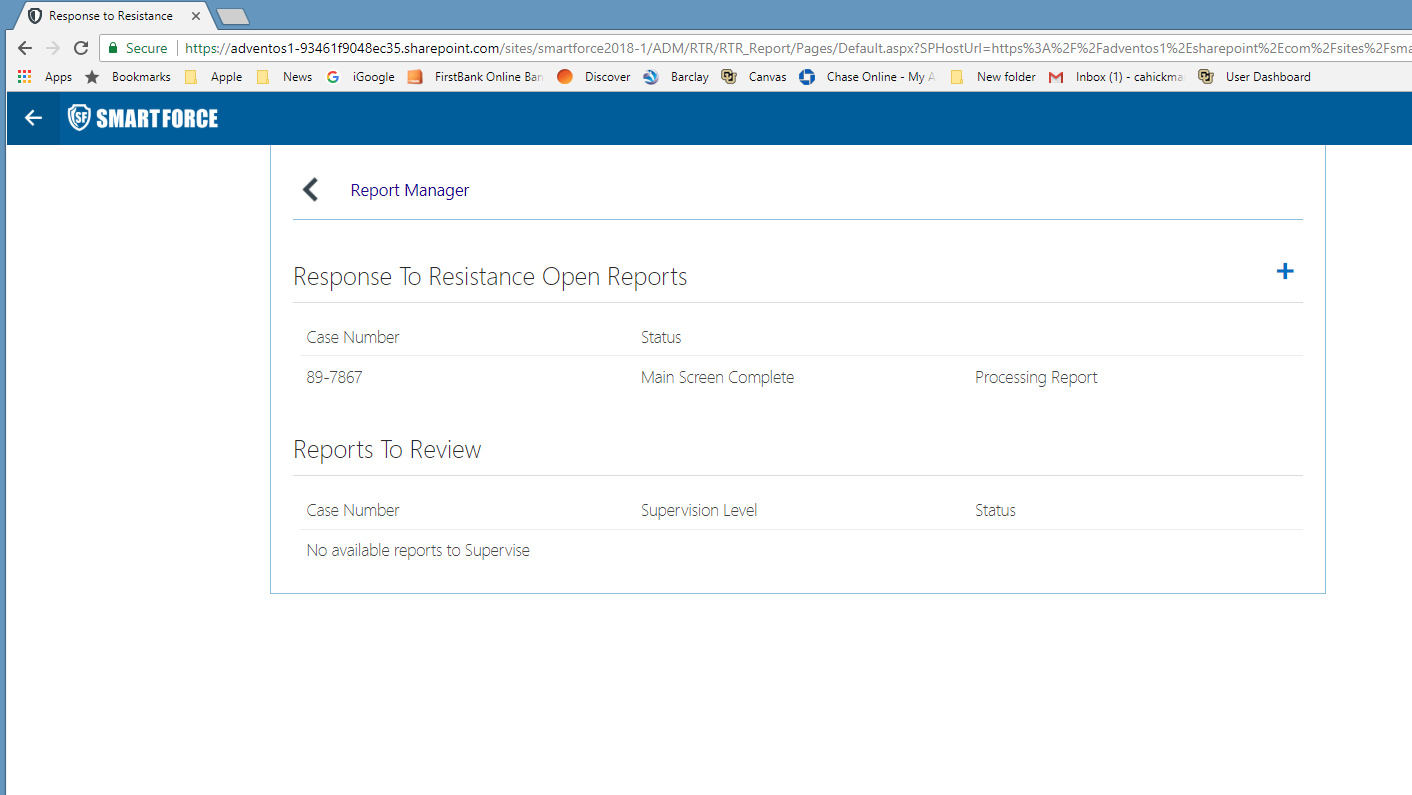 Response to Resistance
Secure https://adventos1-93461f9048ec35.sharepoint.com/sites/smartforce2018-1/ADM/RTR/RTR_Report/Pages/Default.aspx?SPHostUrl=https%3A%2F%2Fadventos1%2Esharepoint%2Ecom%2Fsites%2Fsma
Apps Bookmarks Apple News iGoogle FirstBank Online Ban Discover Barclay Canvas Chase Online - My A New folder Inbox (1) - cahickma User Dashboard
SF SMARTFORCE
Report Manager
Response To Resistance Open Reports +
Case Number Status
89-7867 Main Screen Complete Processing Report
Reports To Review
Case Number Supervision Level Status
No available reports to Supervise